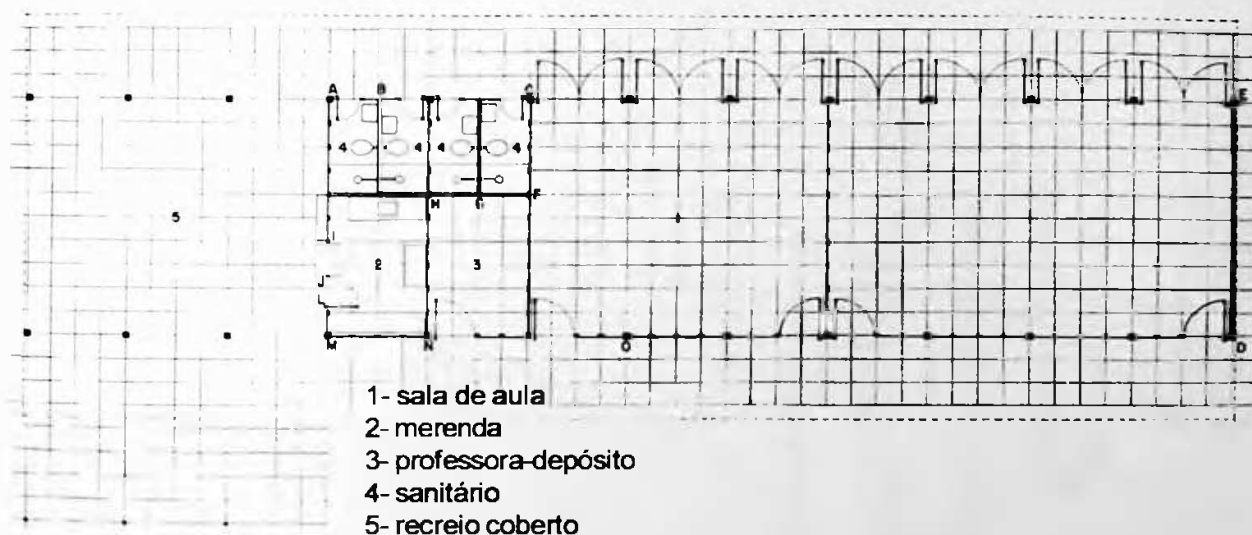 A B C
E
4 4 4 4
H G F
5
1
2 3
M N O D
1- sala de aula
2- merenda
3- professora-depósito
4- sanitário
5- recreio coberto